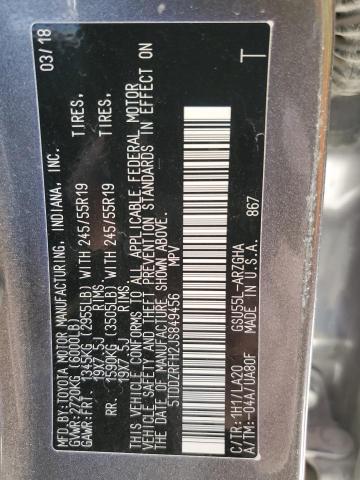 MFD.BY:TOYOTA MOTOR MANUFACTURING, INDIANA, INC. 03/18
GVWR:2720KG (6000LB)
GAWR:FRT. 1345KG (2955LB) WITH 245/55R19 TIRES,
19X7.5J RIMS,
RR. 1590KG (3505LB) WITH 245/55R19 TIRES,
19X7.5J RIMS,
THIS VEHICLE CONFORMS TO ALL APPLICABLE FEDERAL MOTOR
VEHICLE SAFETY AND THEFT PREVENTION STANDARDS IN EFFECT ON
THE DATE OF MANUFACTURE SHOWN ABOVE.
5TDDZRFH2JS849456 MPV
T
C/TR:1H1/LA20 GSU55L-ARZGHA 867
A/TM:-04A/UA80F MADE IN U.S.A.